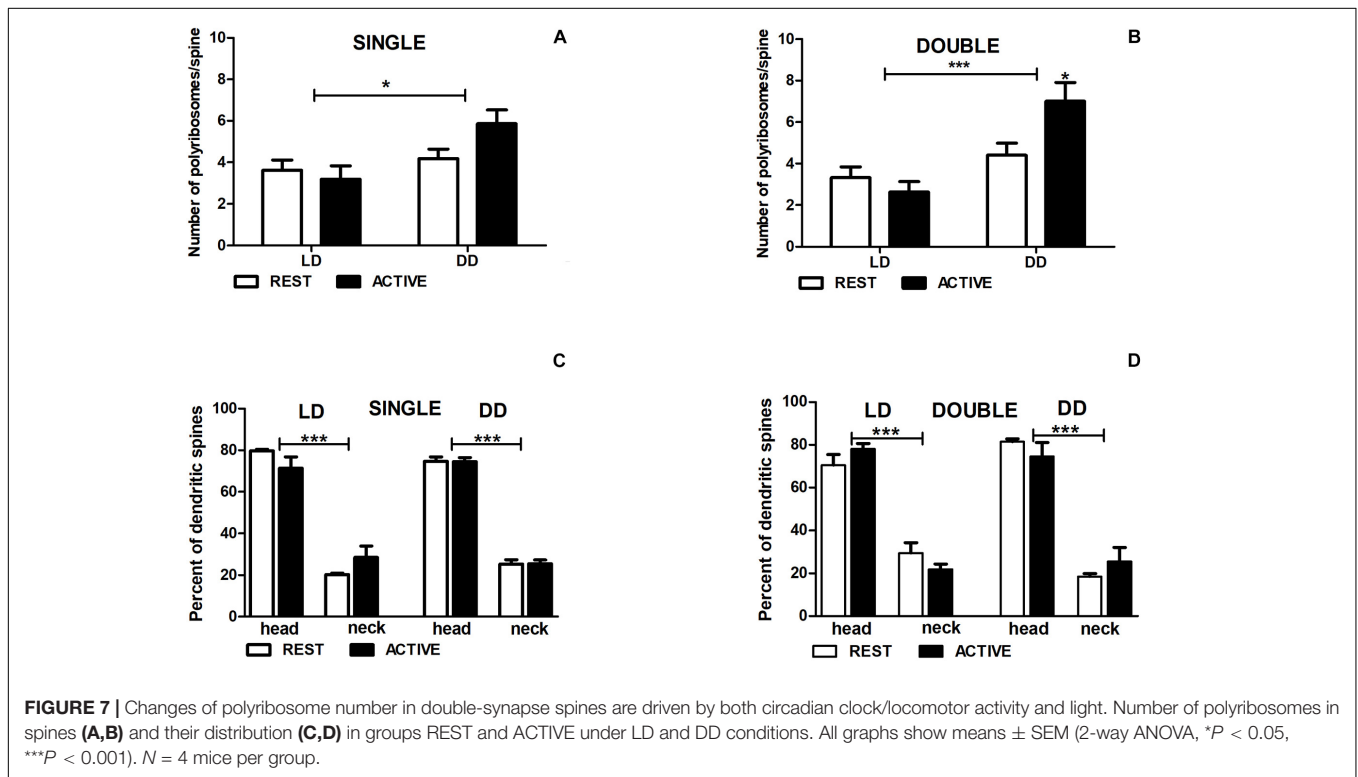 SINGLE
A
Number of polyribosomes/spine
10
8
6
4
2
0
*
LD
DD
REST
ACTIVE
DOUBLE
B
Number of polyribosomes/spine
10
8
6
4
2
0
***
*
LD
DD
REST
ACTIVE
C
Percent of dendritic spines
100
80
60
40
20
0
LD
SINGLE
DD
***
***
head
neck
head
neck
REST
ACTIVE
D
Percent of dendritic spines
100
80
60
40
20
0
LD
DOUBLE
DD
***
***
head
neck
head
neck
REST
ACTIVE
FIGURE 7 | Changes of polyribosome number in double-synapse spines are driven by both circadian clock/locomotor activity and light. Number of polyribosomes in
spines (A,B) and their distribution (C,D) in groups REST and ACTIVE under LD and DD conditions. All graphs show means ± SEM (2-way ANOVA, *P < 0.05,
***P < 0.001). N = 4 mice per group.